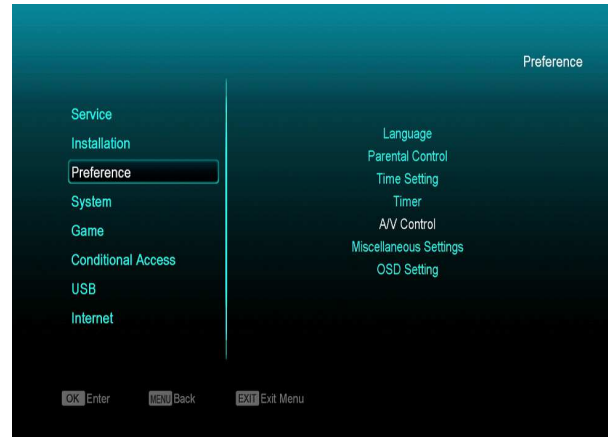 Preference
Service
Installation
Preference
System
Game
Conditional Access
USB
Internet
Language
Parental Control
Time Setting
Timer
A/V Control
Miscellaneous Settings
OSD Setting
OK Enter MENU Back EXIT Exit Menu